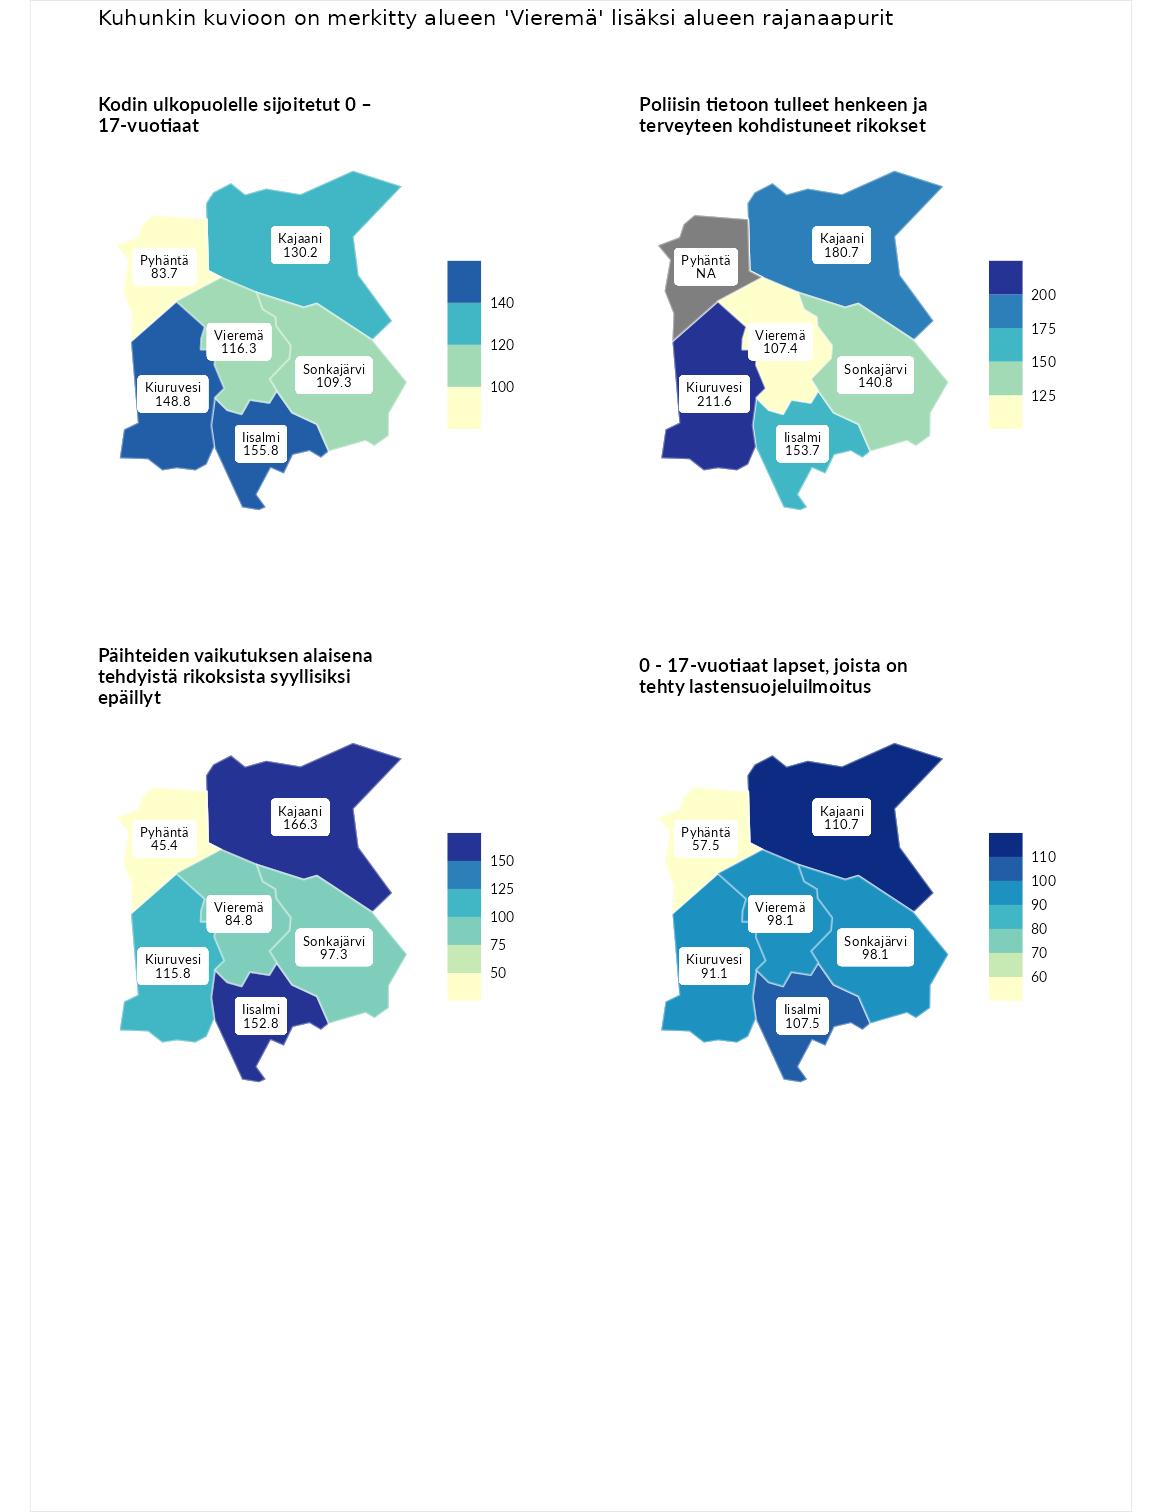 Kuhunkin kuvioon on merkitty alueen 'Vieremä' lisäksi alueen rajanaapurit
Kodin ulkopuolelle sijoitetut 0 –
17-vuotiaat
Kajaani
130.2
Pyhäntä
83.7
Vieremä
116.3
Sonkajärvi
109.3
Kiuruvesi
148.8
Iisalmi
155.8
140
120
100
Poliisin tietoon tulleet henkeen ja
terveyteen kohdistuneet rikokset
Kajaani
180.7
Pyhäntä
NA
Vieremä
107.4
Sonkajärvi
140.8
Kiuruvesi
211.6
Iisalmi
153.7
200
175
150
125
Päihteiden vaikutuksen alaisena
tehdyistä rikoksista syyllisiksi
epäillyt
Kajaani
166.3
Pyhäntä
45.4
Vieremä
84.8
Sonkajärvi
97.3
Kiuruvesi
115.8
Iisalmi
152.8
150
125
100
75
50
0 - 17-vuotiaat lapset, joista on
tehty lastensuojeluilmoitus
Kajaani
110.7
Pyhäntä
57.5
Vieremä
98.1
Sonkajärvi
98.1
Kiuruvesi
91.1
Iisalmi
107.5
110
100
90
80
70
60